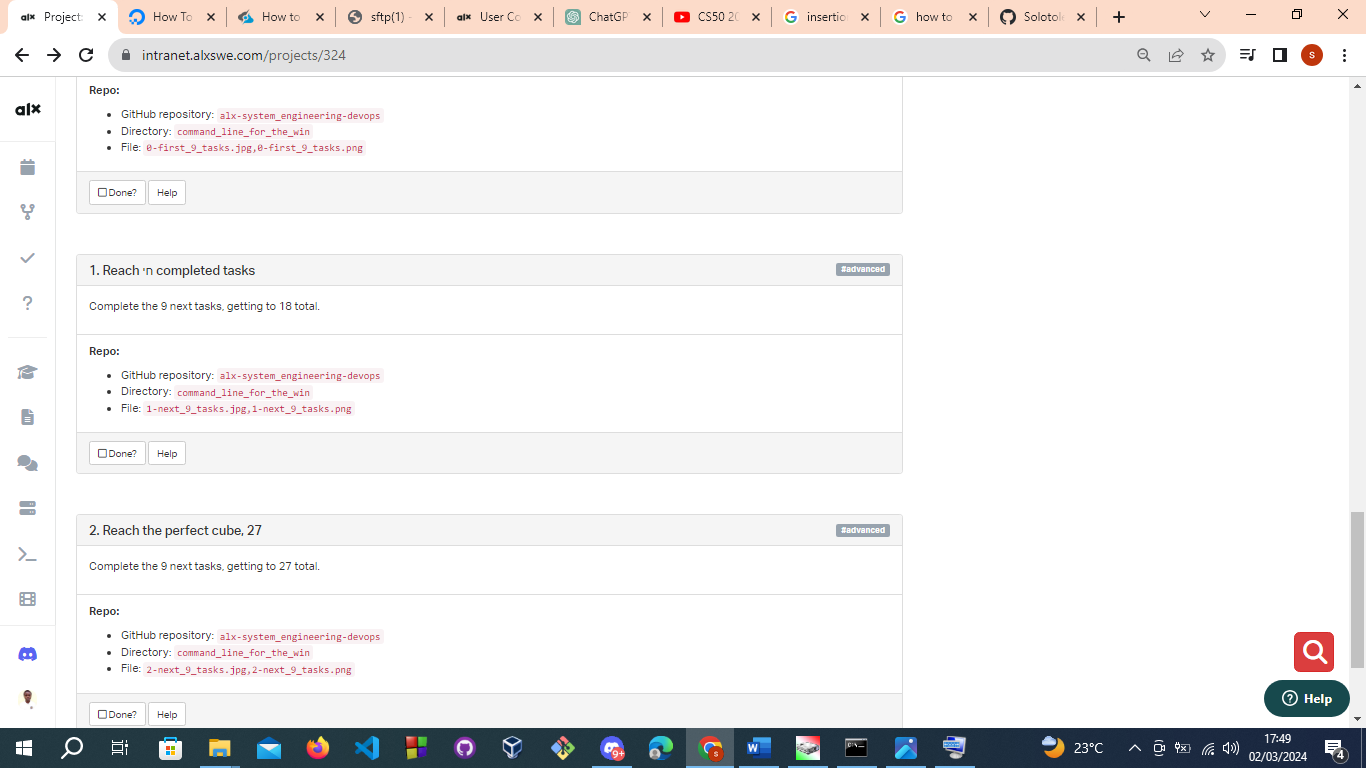 Project:
How To
How to
sftp(1) -
alx
User Co
ChatGP
CS50 20
insertion
how to
Solotole
intranet.alxswe.com/projects/324
S
alx
Repo:
GitHub repository: alx-system_engineering-devops
Directory: command_line_for_the_win
File: 0-first_9_tasks.jpg,0-first_9_tasks.png
Done? Help
1. Reach חי completed tasks #advanced
Complete the 9 next tasks, getting to 18 total.
Repo:
GitHub repository: alx-system_engineering-devops
Directory: command_line_for_the_win
File: 1-next_9_tasks.jpg,1-next_9_tasks.png
Done? Help
2. Reach the perfect cube, 27 #advanced
Complete the 9 next tasks, getting to 27 total.
Repo:
GitHub repository: alx-system_engineering-devops
Directory: command_line_for_the_win
File: 2-next_9_tasks.jpg,2-next_9_tasks.png
Done? Help
Help
9+
23°C
17:49
02/03/2024
4